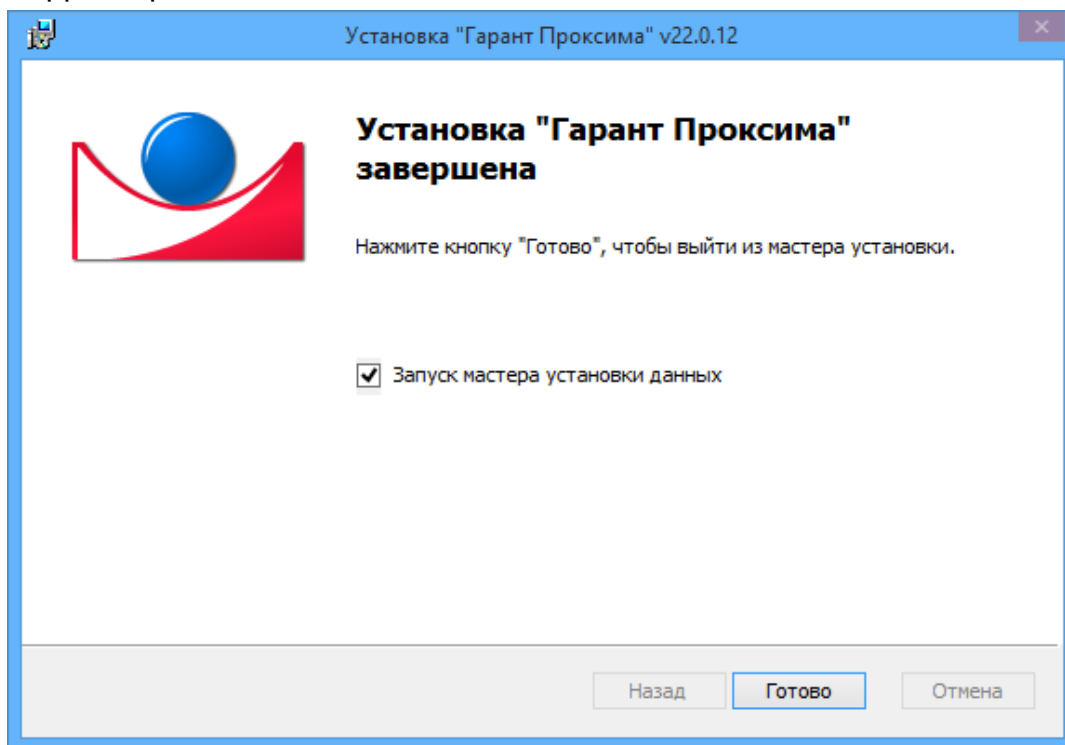 Установка "Гарант Проксима" v22.0.12
Установка "Гарант Проксима"
завершена
Нажмите кнопку "Готово", чтобы выйти из мастера установки.
Запуск мастера установки данных
Назад
Готово
Отмена